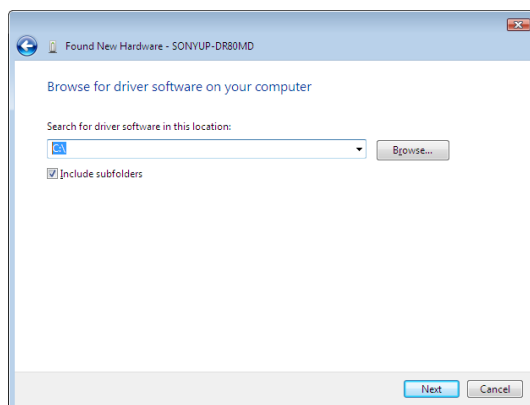 Found New Hardware - SONYUP-DR80MD
Browse for driver software on your computer
Search for driver software in this location:
C:\
Browse...
Include subfolders
Next
Cancel